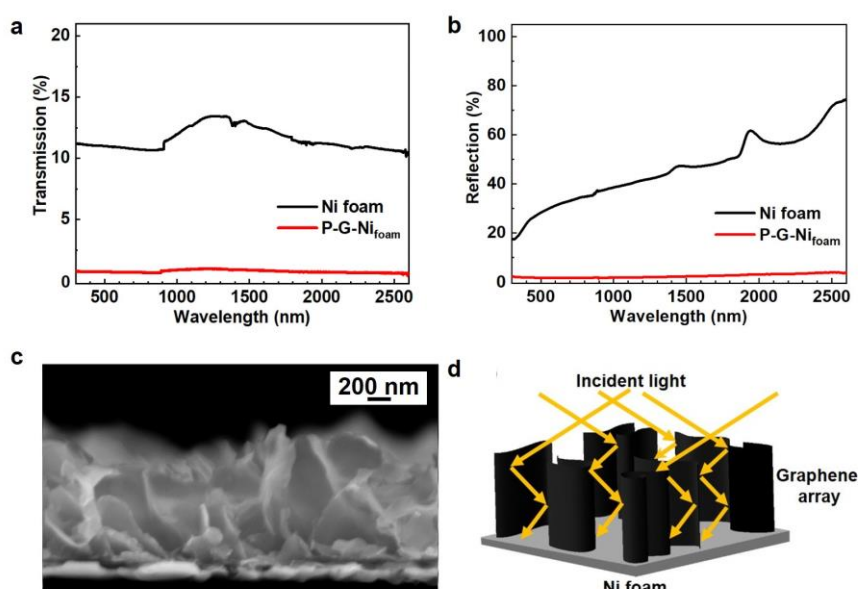 a
20
15
10
5
0
Transmission (%)
Ni foam
P-G-Nifoam
500 1000 1500 2000 2500
Wavelength (nm)
b
100
80
60
40
20
0
Reflection (%)
Ni foam
P-G-Nifoam
500 1000 1500 2000 2500
Wavelength (nm)
c
200 nm
d
Incident light
Graphene
array
Ni foam